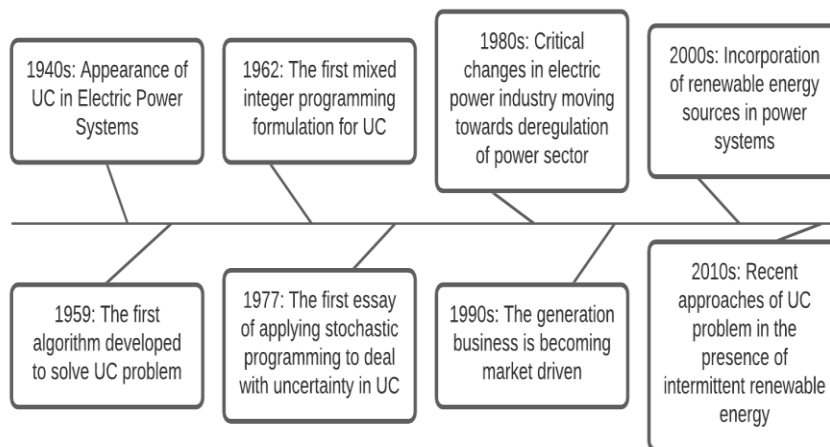 1940s: Appearance of
UC in Electric Power
Systems
1962: The first mixed
integer programming
formulation for UC
1980s: Critical
changes in electric
power industry moving
towards deregulation
of power sector
2000s: Incorporation
of renewable energy
sources in power
systems
1959: The first
algorithm developed
to solve UC problem
1977: The first essay
of applying stochastic
programming to deal
with uncertainty in UC
1990s: The generation
business is becoming
market driven
2010s: Recent
approaches of UC
problem in the
presence of
intermittent renewable
energy